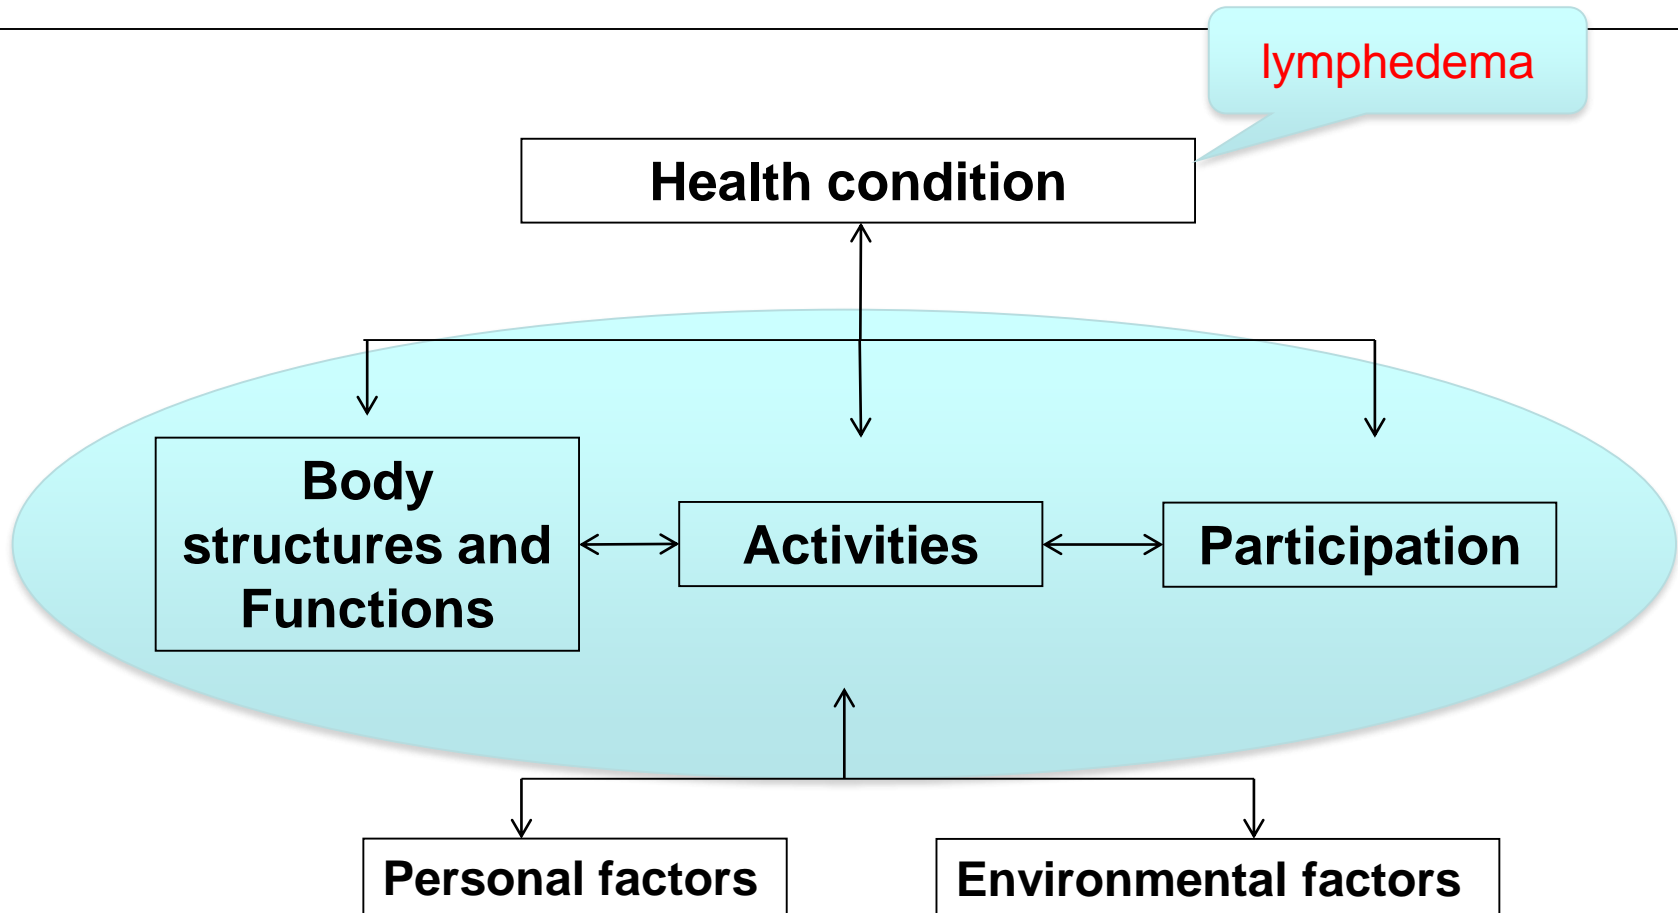 lymphedema
Health condition
Body
structures and
Functions
Activities
Participation
Personal factors
Environmental factors